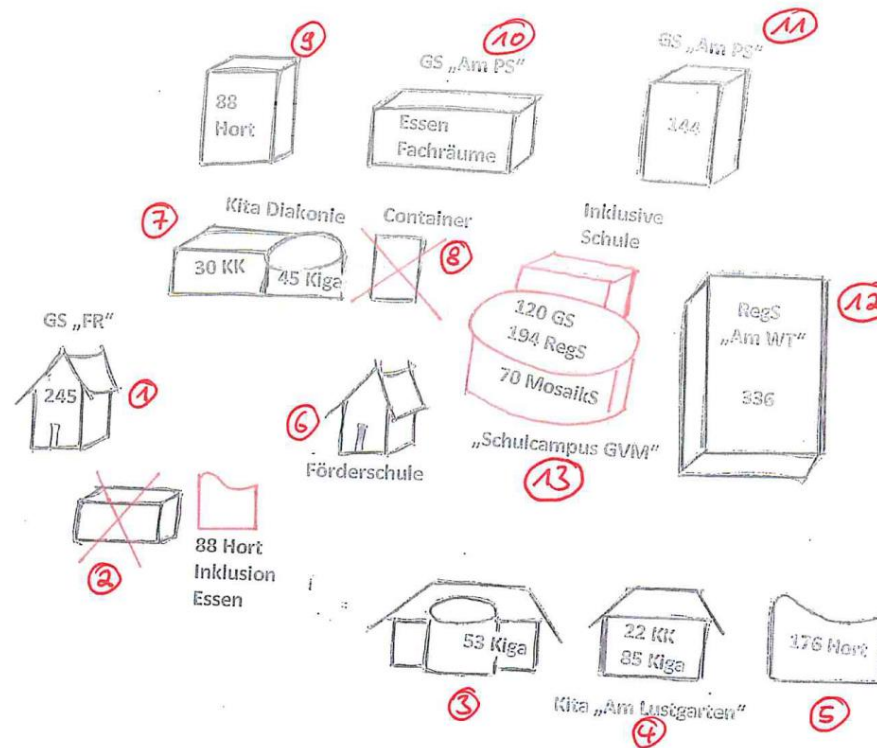 9
88
Hort
10
GS „Am PS"
Essen
Fachräume
11
GS „Am PS"
144
7
Kita Diakonie
30 KK
45 Kiga
Container
8
Inklusive
Schule
120 GS
194 RegS
70 MosaikS
„Schulcampus GVM"
13
12
RegS
„Am WT"
336
GS „FR"
245
1
6
Förderschule
2
88 Hort
Inklusion
Essen
53 Kiga
3
22 KK
85 Kiga
Kita „Am Lustgarten"
4
176 Hort
5